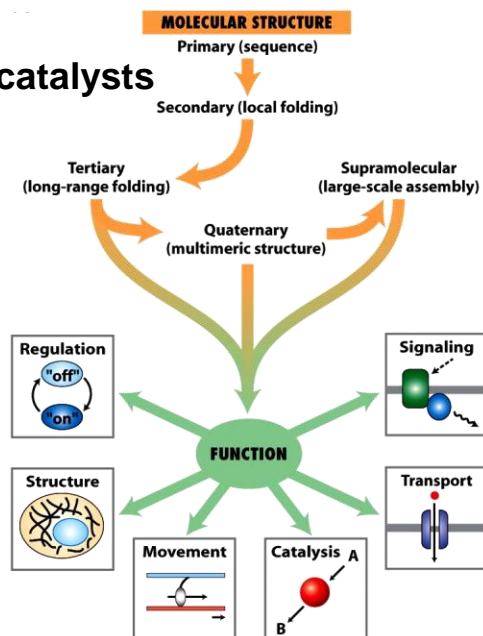 MOLECULAR STRUCTURE
Primary (sequence)
catalysts
Secondary (local folding)
Tertiary
(long-range folding)
Supramolecular
(large-scale assembly)
Quaternary
(multimeric structure)
Regulation
"off"
"on"
Signaling
FUNCTION
Structure
Transport
Movement
Catalysis
A
B